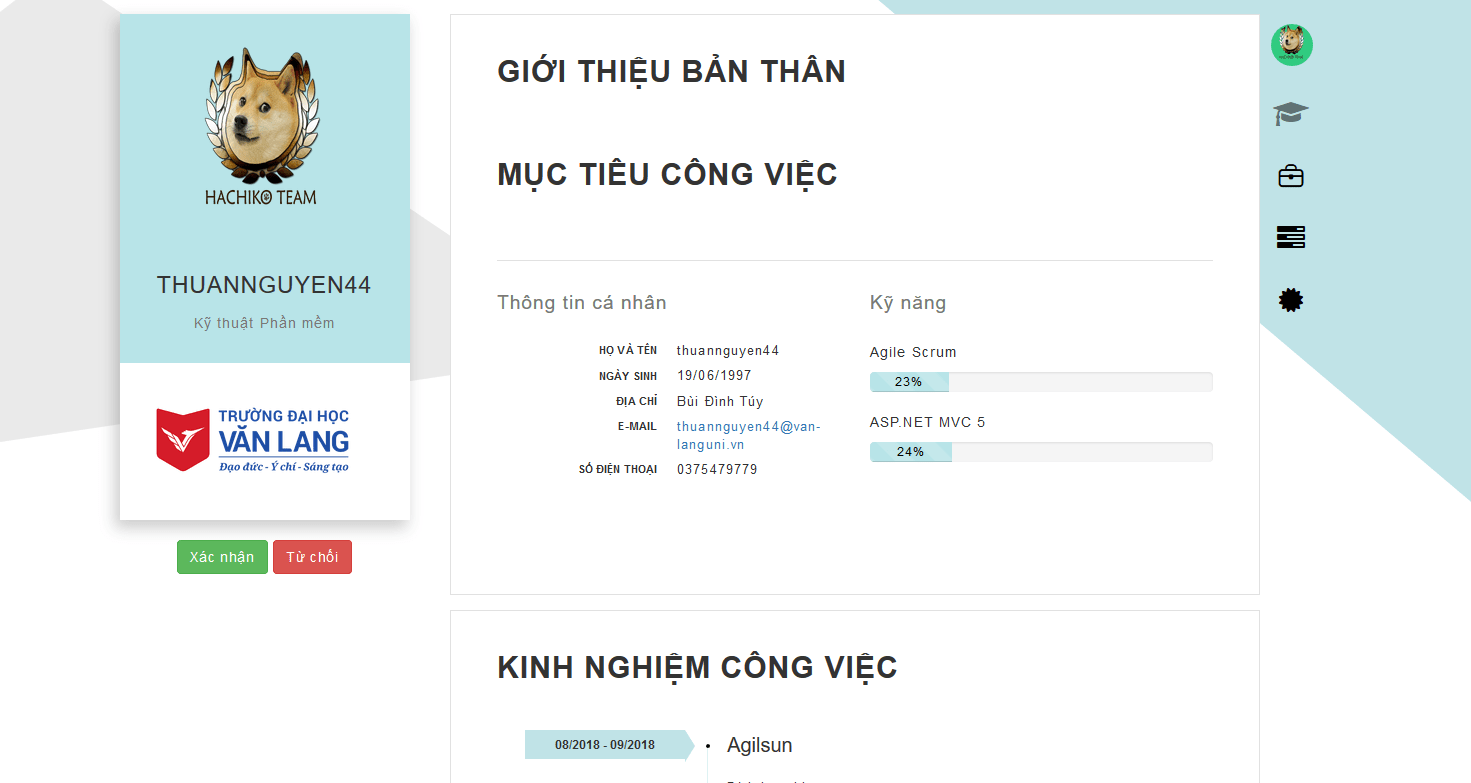 HACHIKO TEAM
THUANNGUYEN44
Kỹ thuật Phần mềm
TRƯỜNG ĐẠI HỌC
VĂN LANG
Đạo đức - Ý chí - Sáng tạo
Xác nhận
Từ chối
GIỚI THIỆU BẢN THÂN
MỤC TIÊU CÔNG VIỆC
Thông tin cá nhân
HỌ VÀ TÊN thuannguyen44
NGÀY SINH 19/06/1997
ĐỊA CHỈ Bùi Đình Túy
E-MAIL thuannguyen44@van-
languni.vn
SỐ ĐIỆN THOẠI 0375479779
Kỹ năng
Agile Scrum
23%
ASP.NET MVC 5
24%
KINH NGHIỆM CÔNG VIỆC
08/2018 - 09/2018
Agilsun